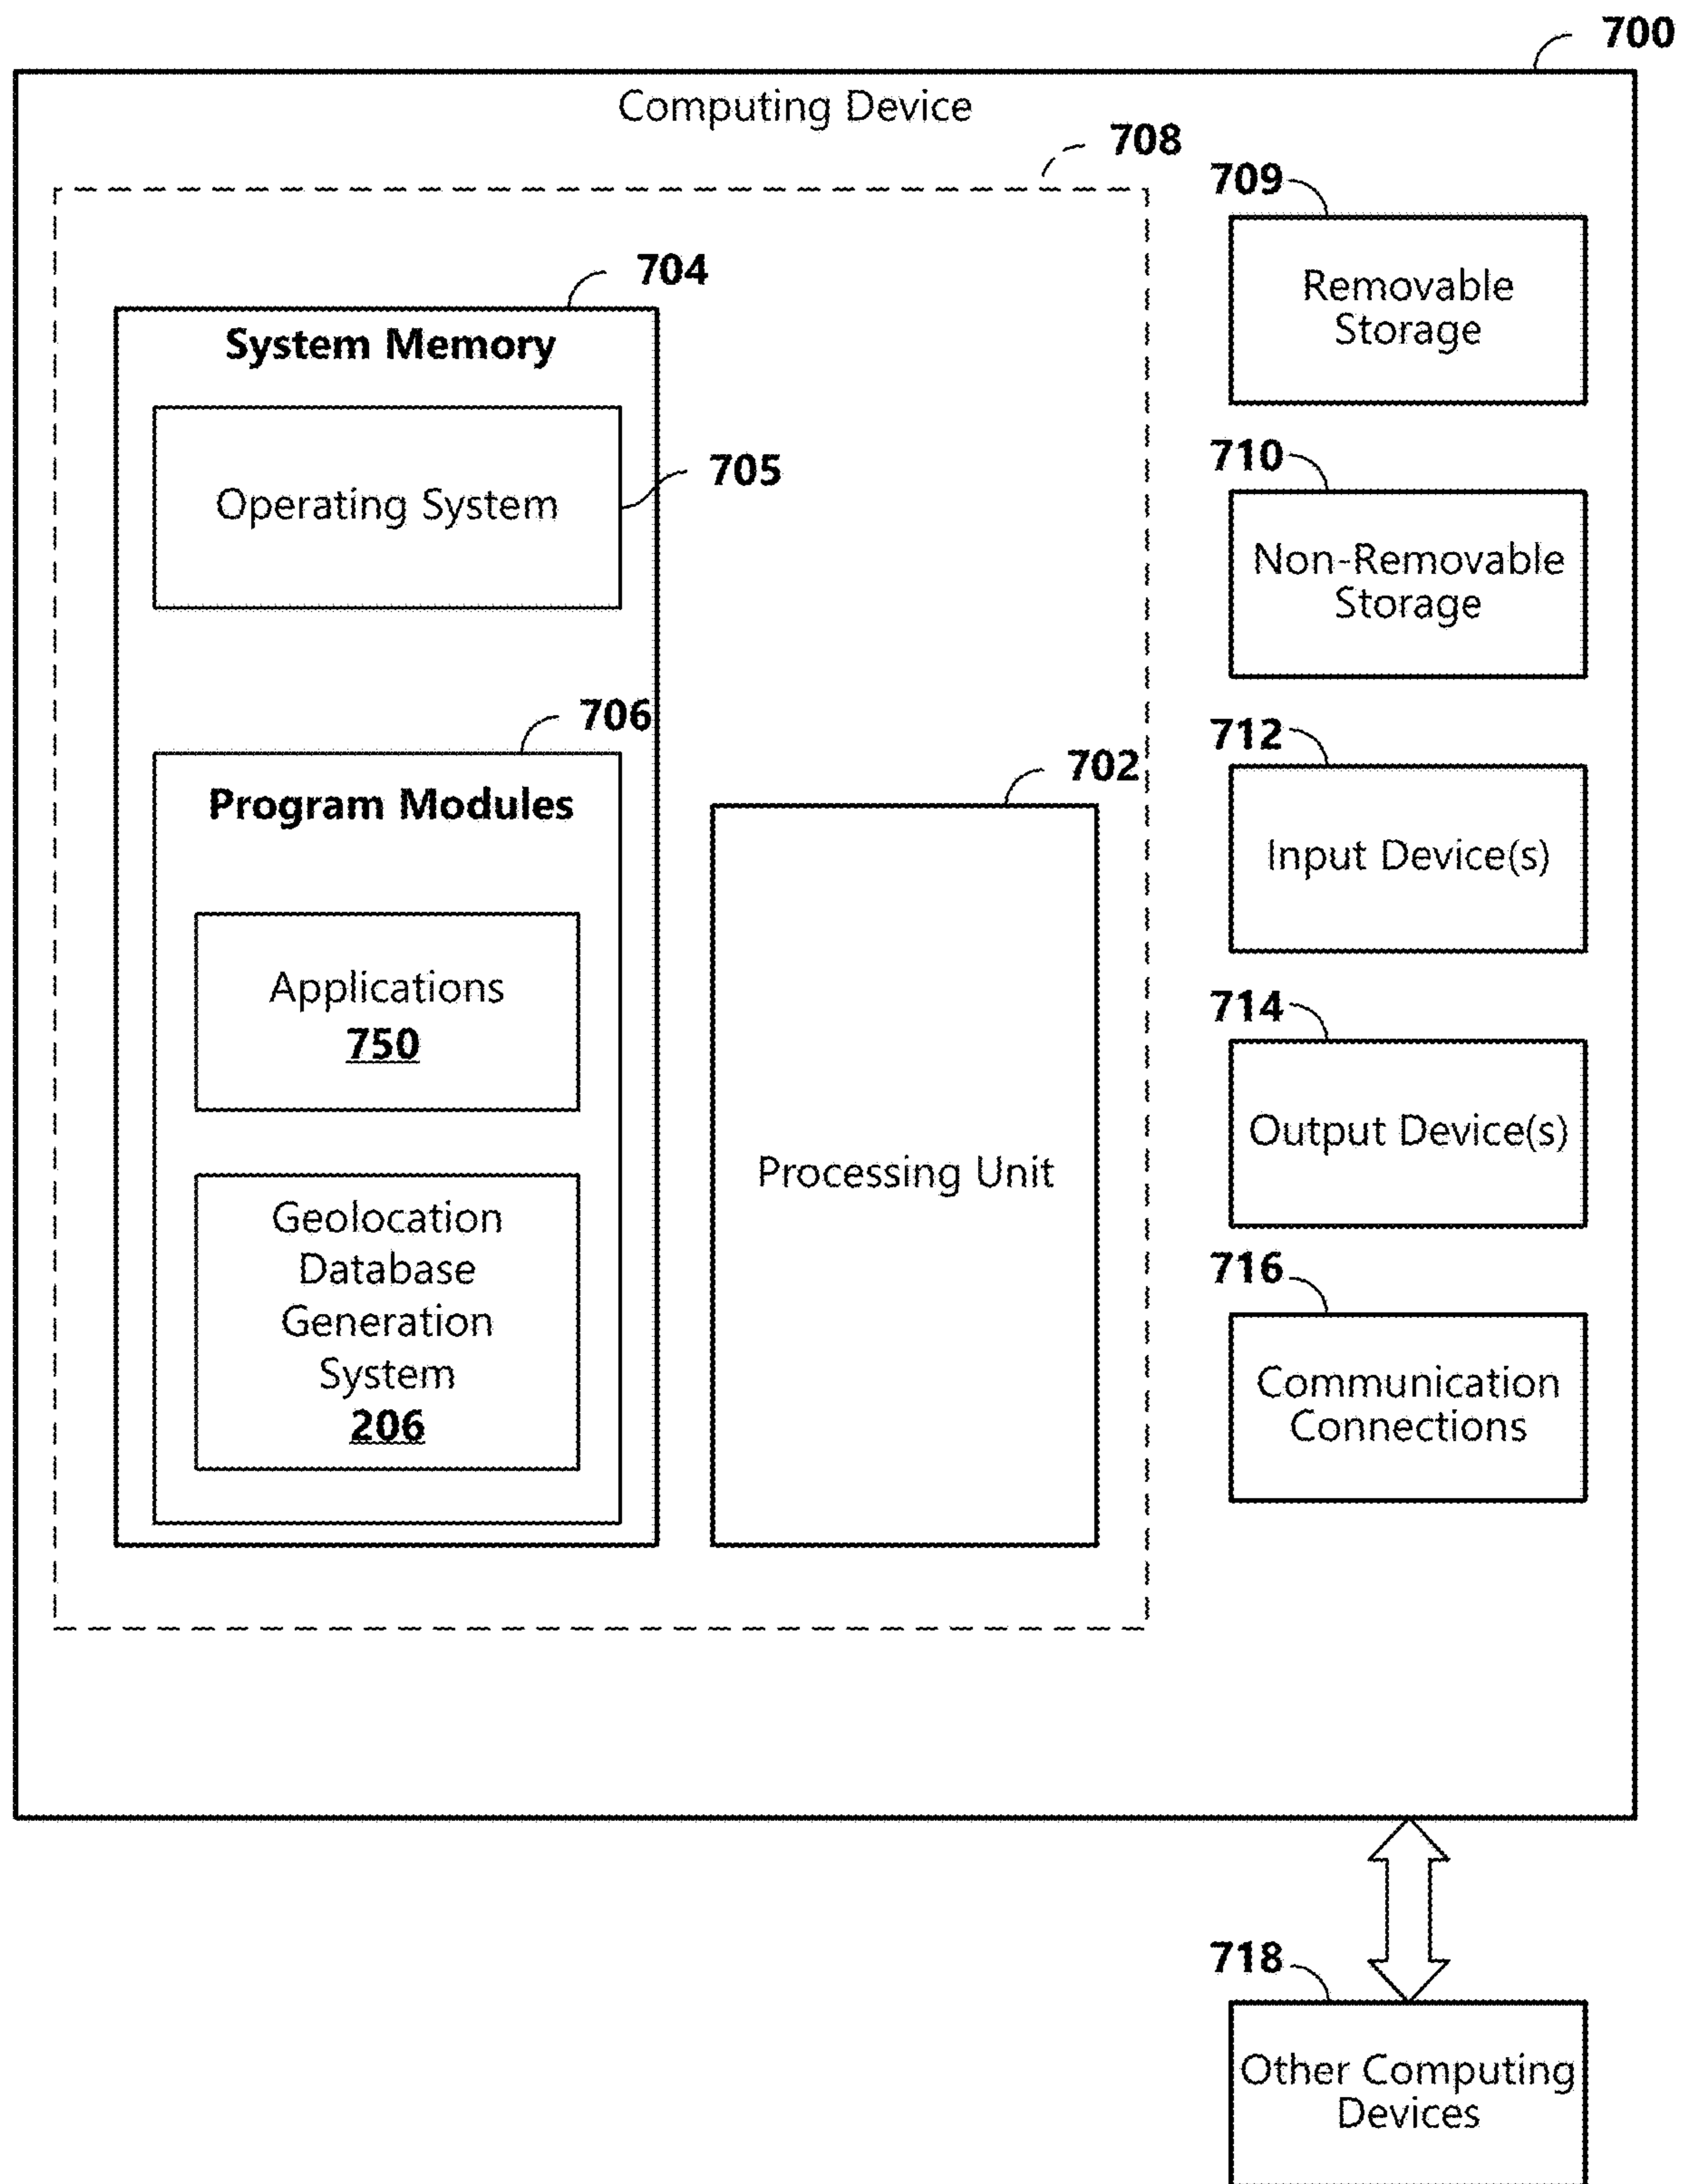 700
Computing Device
708
709
Removable
Storage
704
System Memory
Operating System
705
710
Non-Removable
Storage
706
Program Modules
712
Input Device(s)
702
Processing Unit
Applications
750
714
Output Device(s)
Geolocation
Database
Generation
System
206
716
Communication
Connections
718
Other Computing
Devices